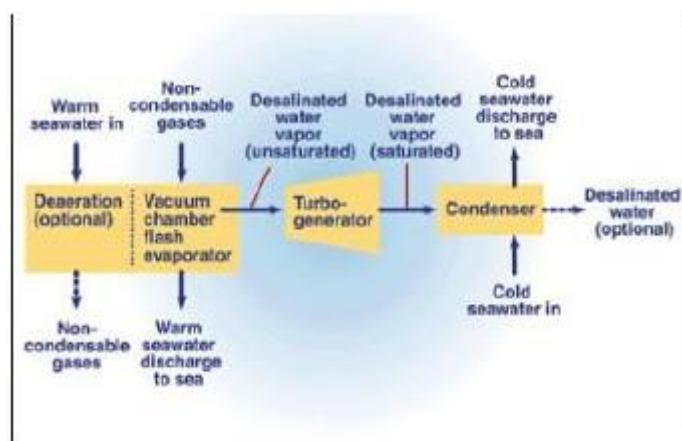 Warm
seawater in
Non-
condensable
gases
Desalinated
water
vapor
(unsaturated)
Desalinated
water
vapor
(saturated)
Cold
seawater
discharge
to sea
Deaeration
(optional)
Vacuum
chamber
flash
evaporator
Turbo-
generator
Condenser
Desalinated
water
(optional)
Non-
condensable
gases
Warm
seawater
discharge
to sea
Cold
seawater in